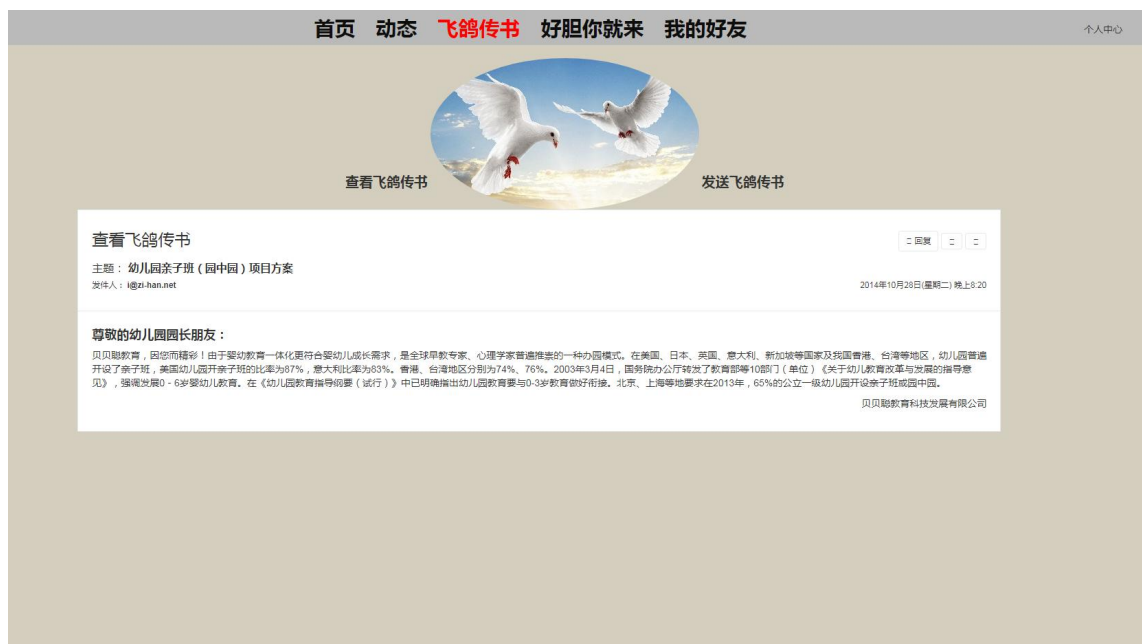 首页 动态 飞鸽传书 好胆你就来 我的好友 个人中心
查看飞鸽传书 发送飞鸽传书
查看飞鸽传书 回复
主题： 幼儿园亲子班（园中园）项目方案
发件人： i@zi-han.net 2014年10月28日(星期二) 晚上8:20
尊敬的幼儿园园长朋友：
贝贝聪教育，因您而精彩！由于婴幼教育一体化更符合婴幼儿成长需求，是全球早教专家、心理学家普遍推崇的一种办园模式。在美国、日本、英国、意大利、新加坡等国家及我国香港、台湾等地区，幼儿园普遍
开设了亲子班，美国幼儿园开亲子班的比率为87%，意大利比率为83%。香港、台湾地区分别为74%、76%。2003年3月4日，国务院办公厅转发了教育部等10部门（单位）《关于幼儿教育改革与发展的指导意
见》，强调发展0 - 6岁婴幼儿教育。在《幼儿园教育指导纲要（试行）》中已明确指出幼儿园教育要与0-3岁教育做好衔接。北京、上海等地要求在2013年，65%的公立一级幼儿园开设亲子班或园中园。
贝贝聪教育科技发展有限公司